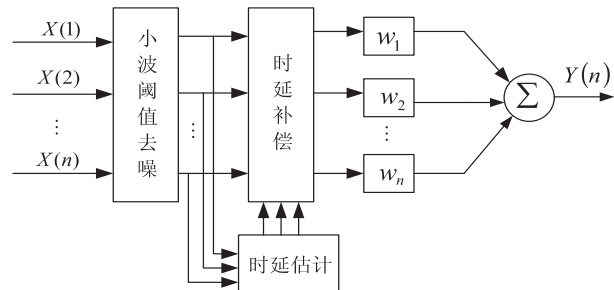 X(1)
X(2)
⋮
X(n)
小波阈值去噪
⋮
时延补偿
时延估计
w₁
w₂
⋮
wₙ
Σ
Y(n)